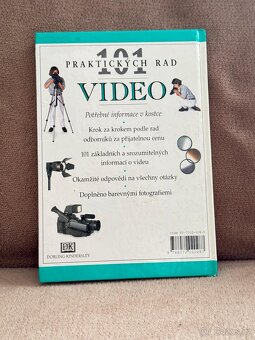 101
PRAKTICKÝCH RAD
VIDEO
Potřebné informace v kostce
Krok za krokem podle rad
odborníků za přijatelnou cenu
101 základních a srozumitelných
informací o videu
Okamžité odpovědi na všechny otázky
Doplněno barevnými fotografiemi
DK
DORLING KINDERSLEY